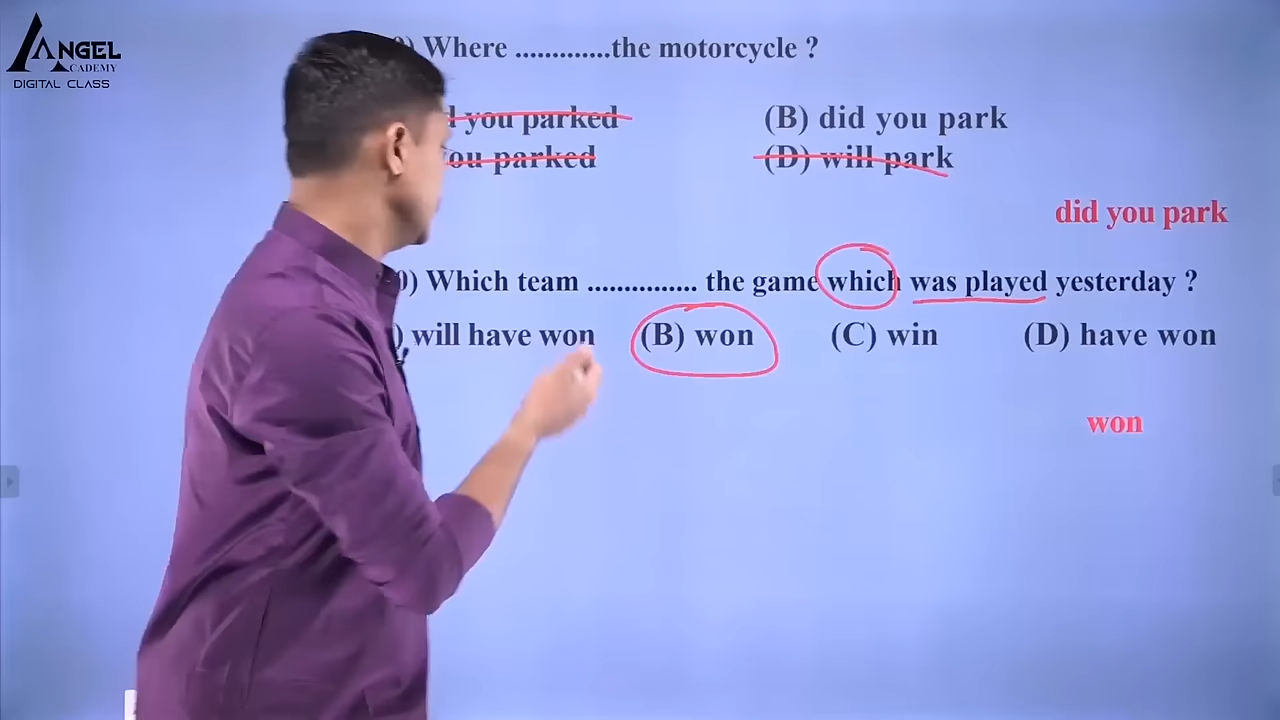 ANGEL
ACADEMY
DIGITAL CLASS
) Where .............the motorcycle ?
you parked
(B) did you park
you parked
(D) will park
did you park
0) Which team ............... the game which was played yesterday ?
) will have won (B) won (C) win (D) have won
won